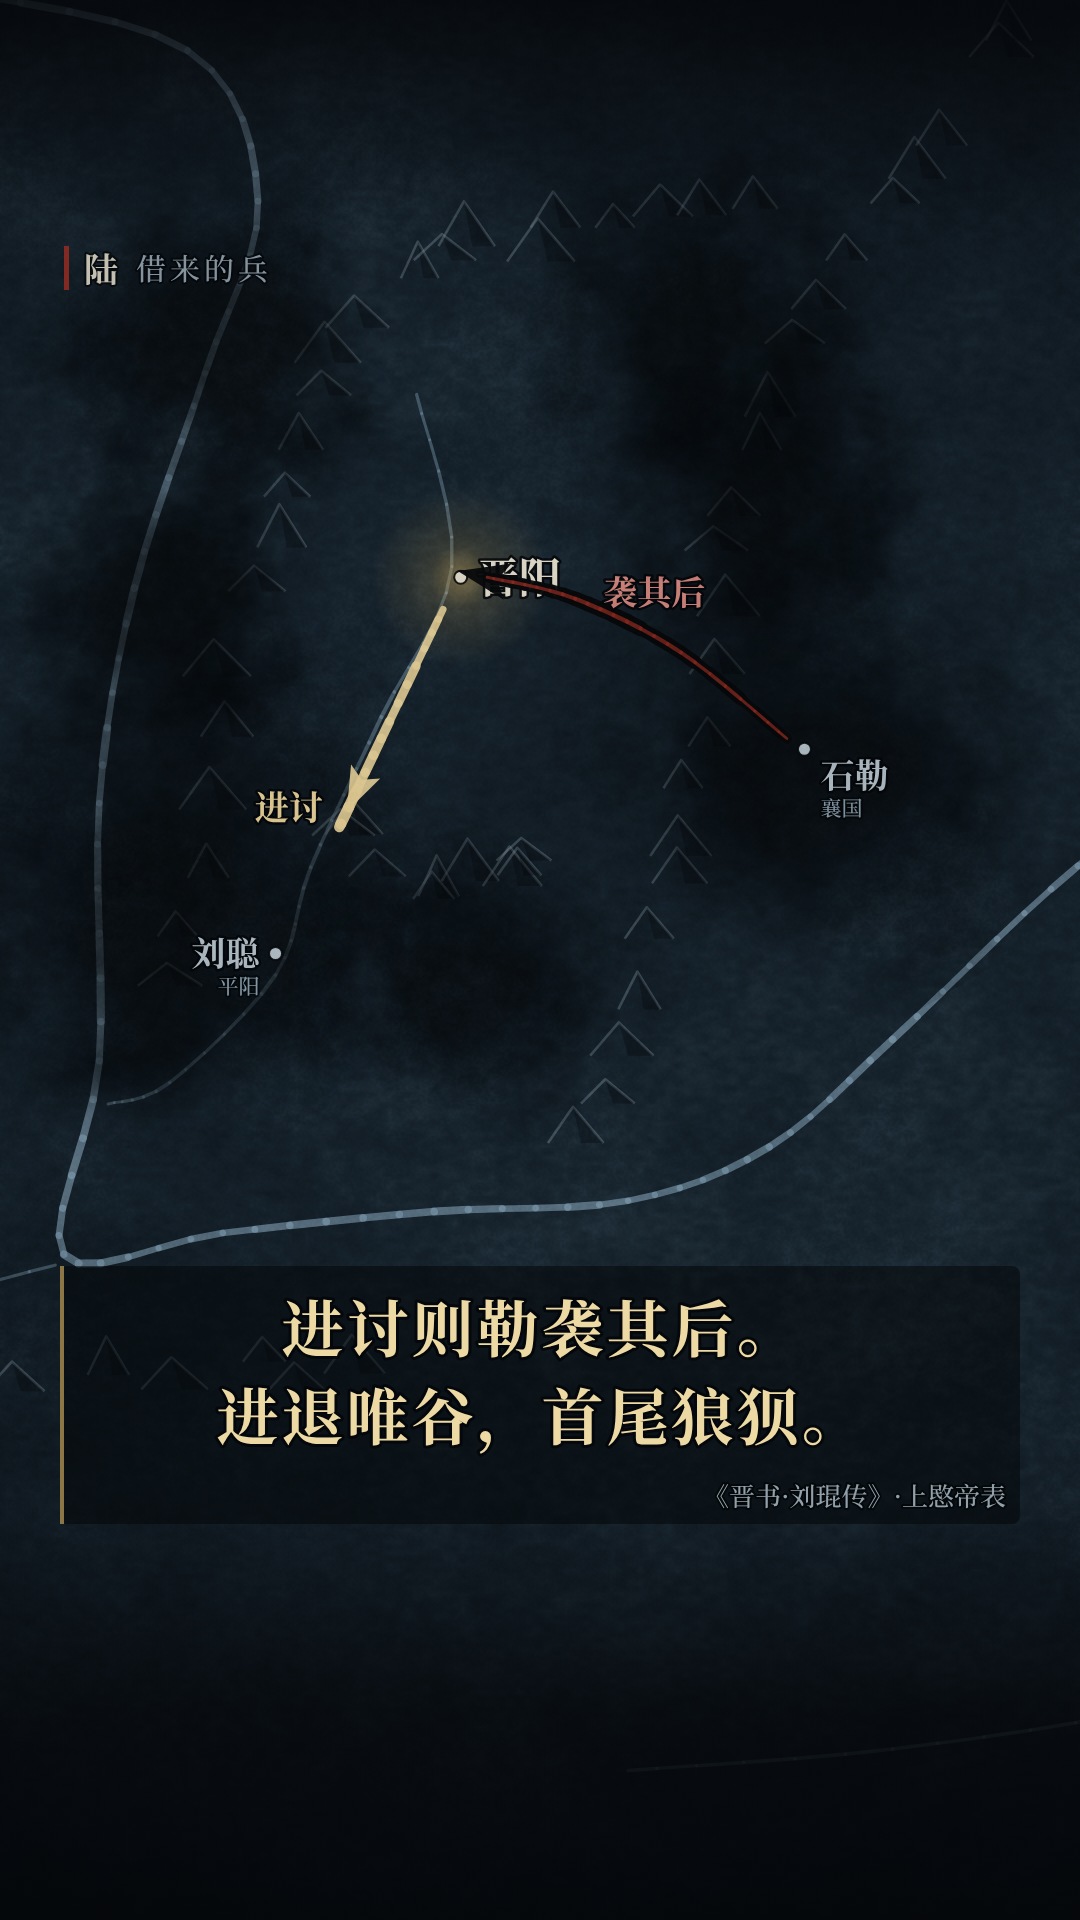 陆 借来的兵
晋阳
袭其后
石勒
襄国
进讨
刘聪
平阳
进讨则勒袭其后。
进退唯谷，首尾狼狈。
《晋书·刘琨传》·上愍帝表